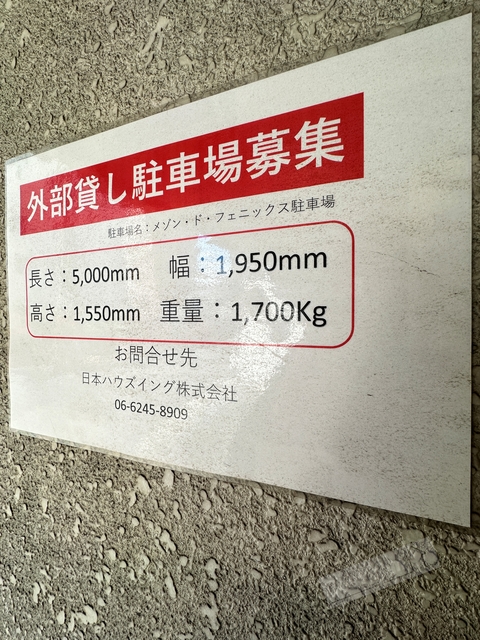 外部貸し駐車場募集
駐車場名：メゾン・ド・フェニックス駐車場
長さ：5,000mm 幅：1,950mm
高さ：1,550mm 重量：1,700Kg
お問合せ先
日本ハウズイング株式会社
06-6245-8909